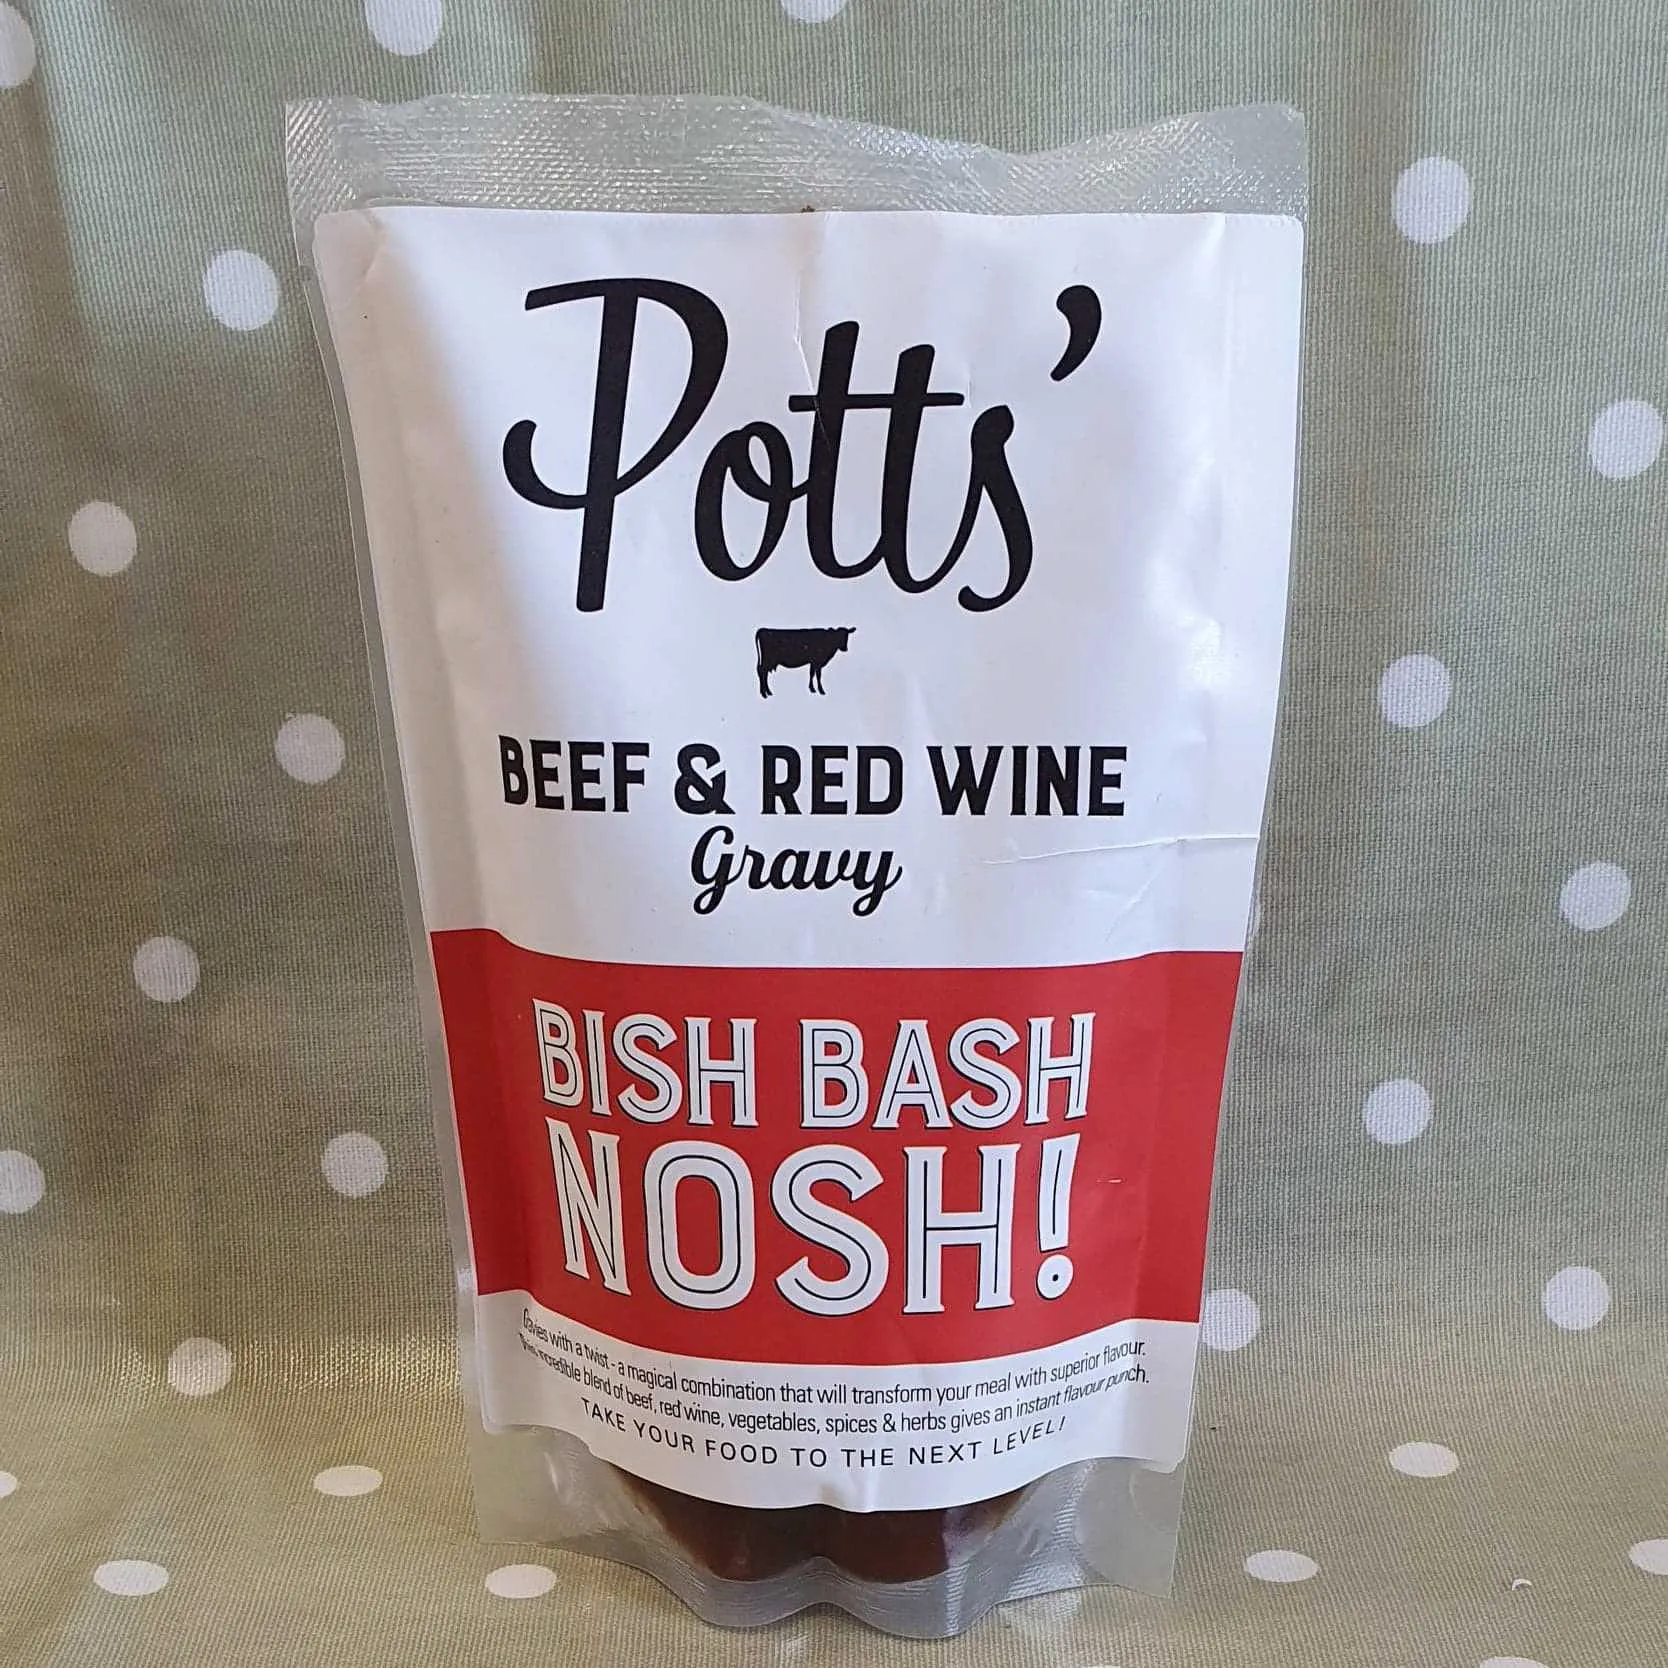 Potts'
BEEF & RED WINE
Gravy
BISH BASH
NOSH!
Gravies with a twist - a magical combination that will transform your meal with superior flavour.
This incredible blend of beef, red wine, vegetables, spices & herbs gives an instant flavour punch.
TAKE YOUR FOOD TO THE NEXT LEVEL!